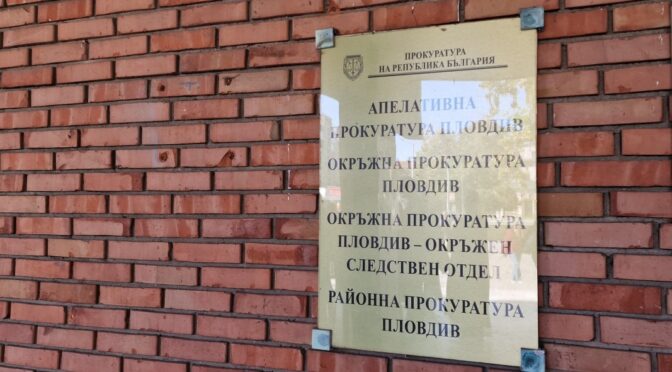 ПРОКУРАТУРА
НА РЕПУБЛИКА БЪЛГАРИЯ
АПЕЛАТИВНА
ПРОКУРАТУРА ПЛОВДИВ
ОКРЪЖНА ПРОКУРАТУРА
ПЛОВДИВ
ОКРЪЖНА ПРОКУРАТУРА
ПЛОВДИВ – ОКРЪЖЕН
СЛЕДСТВЕН ОТДЕЛ
РАЙОННА ПРОКУРАТУРА
ПЛОВДИВ